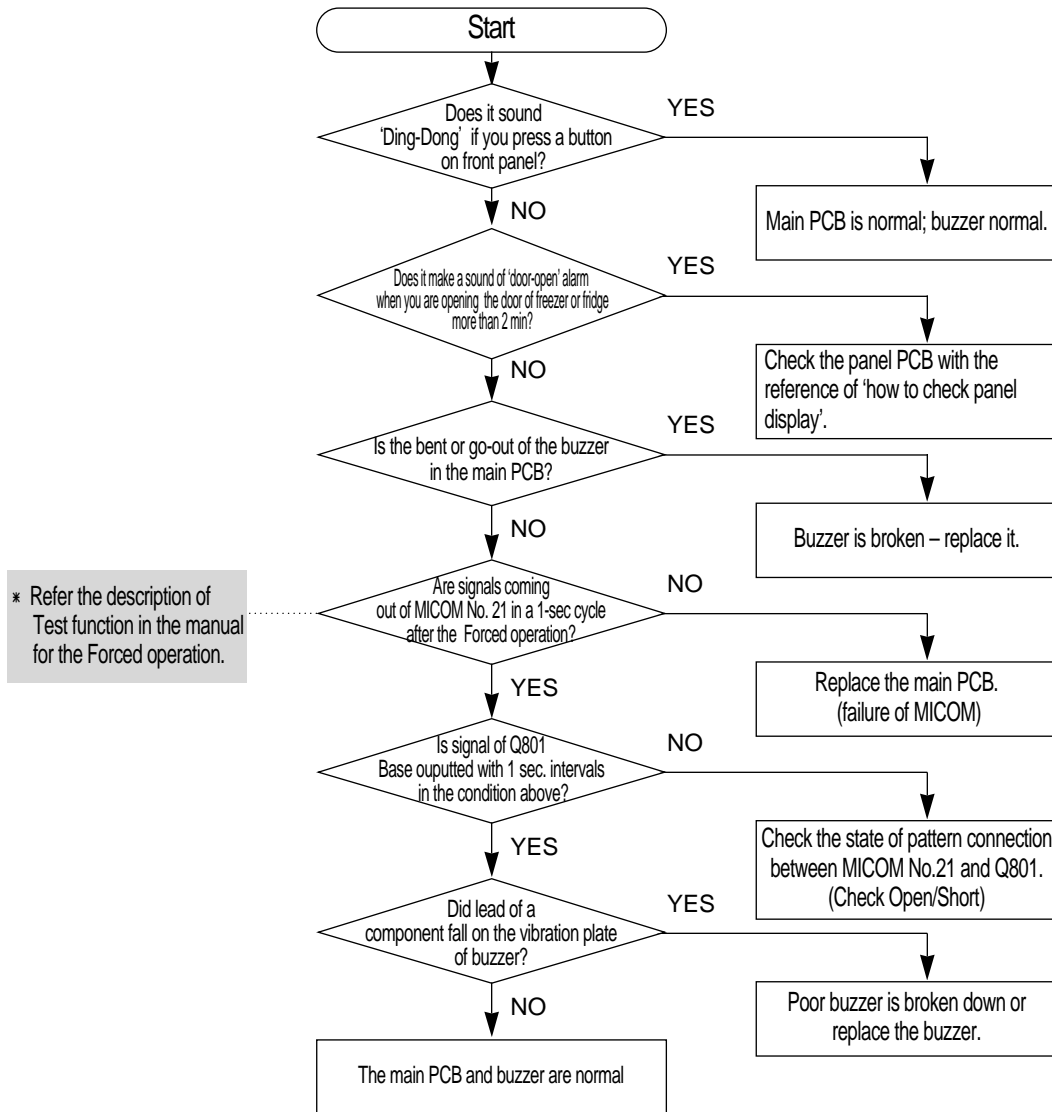 Start
Does it sound
‘Ding-Dong’ if you press a button
on front panel?
YES
Main PCB is normal; buzzer normal.
NO
Does it make a sound of ‘door-open’ alarm
when you are opening the door of freezer or fridge
more than 2 min?
YES
Check the panel PCB with the
reference of ‘how to check panel
display’.
NO
Is the bent or go-out of the buzzer
in the main PCB?
YES
Buzzer is broken – replace it.
NO
* Refer the description of
Test function in the manual
for the Forced operation.
Are signals coming
out of MICOM No. 21 in a 1-sec cycle
after the Forced operation?
NO
Replace the main PCB.
(failure of MICOM)
YES
Is signal of Q801
Base ouputted with 1 sec. intervals
in the condition above?
NO
Check the state of pattern connection
between MICOM No.21 and Q801.
(Check Open/Short)
YES
Did lead of a
component fall on the vibration plate
of buzzer?
YES
Poor buzzer is broken down or
replace the buzzer.
NO
The main PCB and buzzer are normal